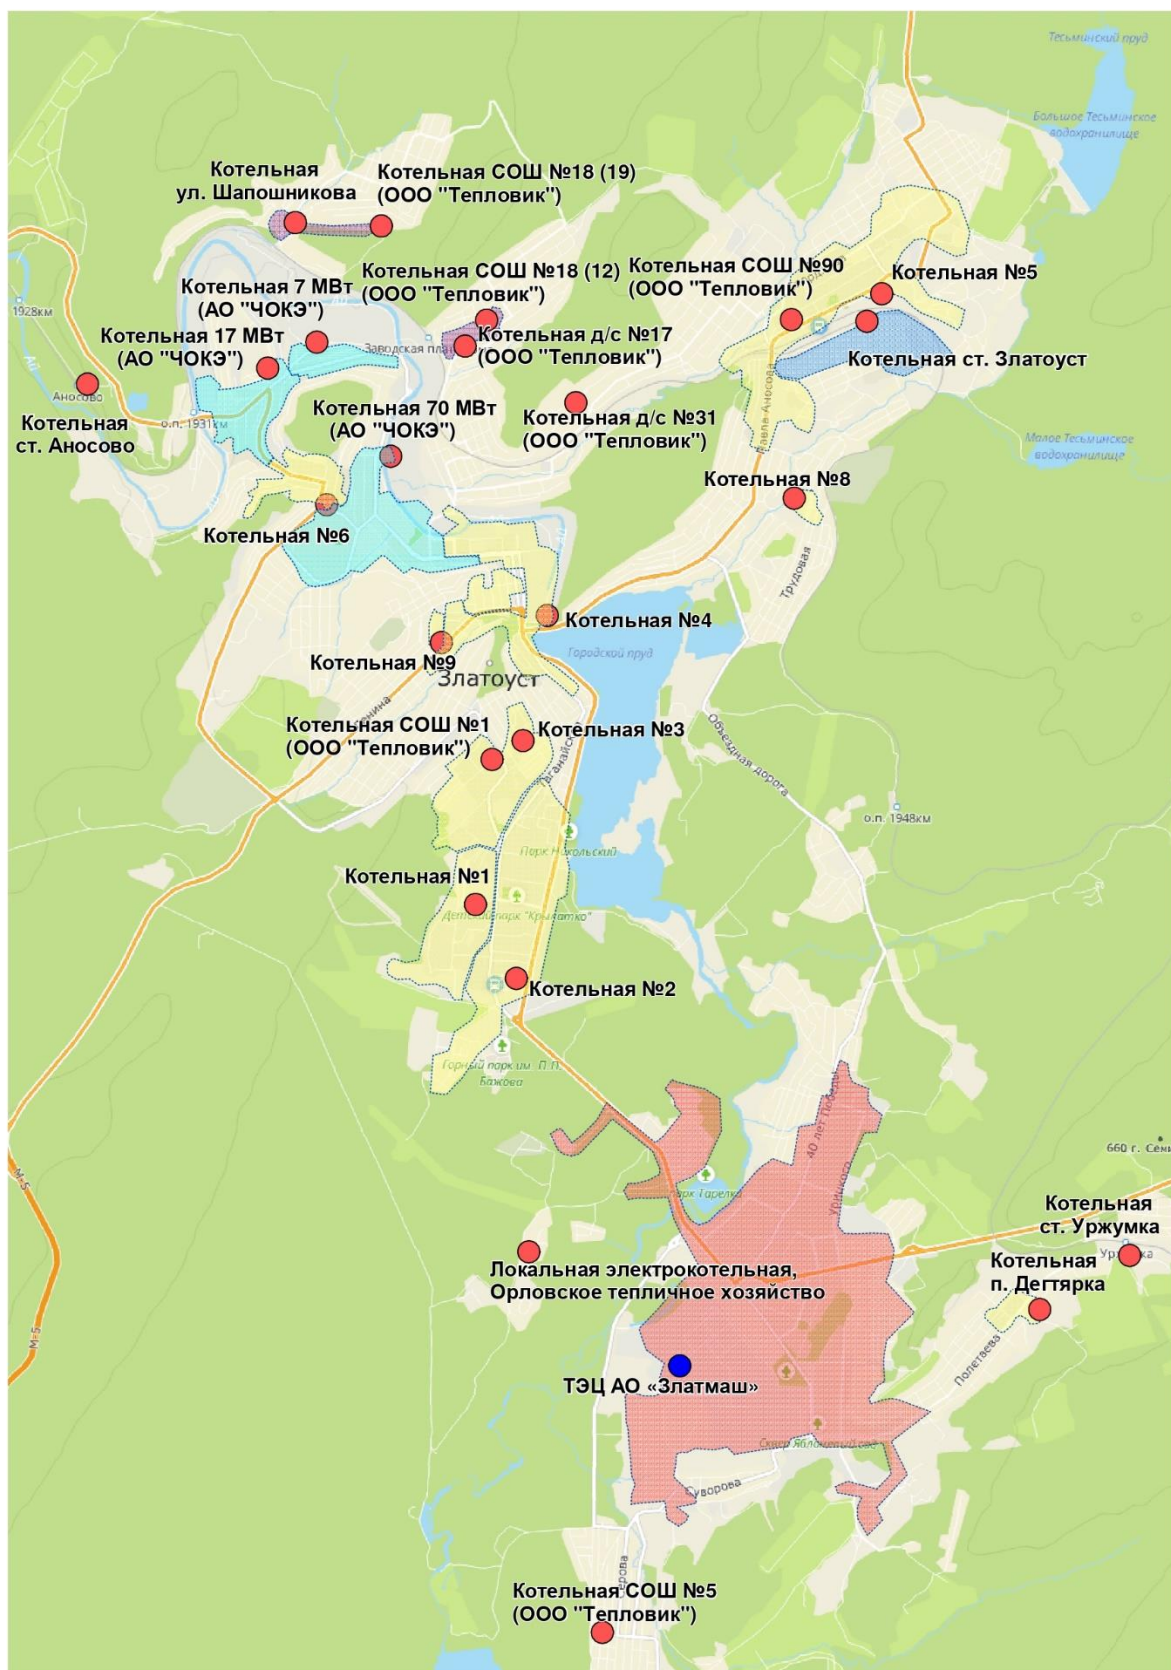 Тесьминский пруд
Большое Тесьминское
водохранилище
Котельная
ул. Шапошникова
Котельная СОШ №18 (19)
(ООО "Тепловик")
Котельная СОШ №18 (12)
(ООО "Тепловик")
Котельная СОШ №90
(ООО "Тепловик")
Котельная №5
Котельная 7 МВт
(АО "ЧОКЭ")
1928км
Котельная 17 МВт
(АО "ЧОКЭ")
Заводская пла
Котельная д/с №17
(ООО "Тепловик")
Котельная ст. Златоуст
Ай
Аносово
Котельная
ст. Аносово
о.п. 1931км
Котельная 70 МВт
(АО "ЧОКЭ")
Котельная д/с №31
(ООО "Тепловик")
Павла Аносова
Малое Тесьминское
водохранилище
Котельная №8
Котельная №6
Трудовая
Котельная №4
Городской пруд
Котельная №9
Златоуст
Котельная СОШ №1
(ООО "Тепловик")
Котельная №3
Объездная дорога
о.п. 1948км
Парк Никольский
Котельная №1
Детский парк "Крылатко"
Котельная №2
Горный парк им. П.П.
Бажова
40 лет Победы
Урицкого
660 г.
М-5
М-5
парк Тарелка
Котельная
ст. Уржумка
Локальная электрокотельная,
Орловское тепличное хозяйство
Котельная
п. Дегтярка
Полетаева
ТЭЦ АО «Златмаш»
Суворова
Серова
Котельная СОШ №5
(ООО "Тепловик")